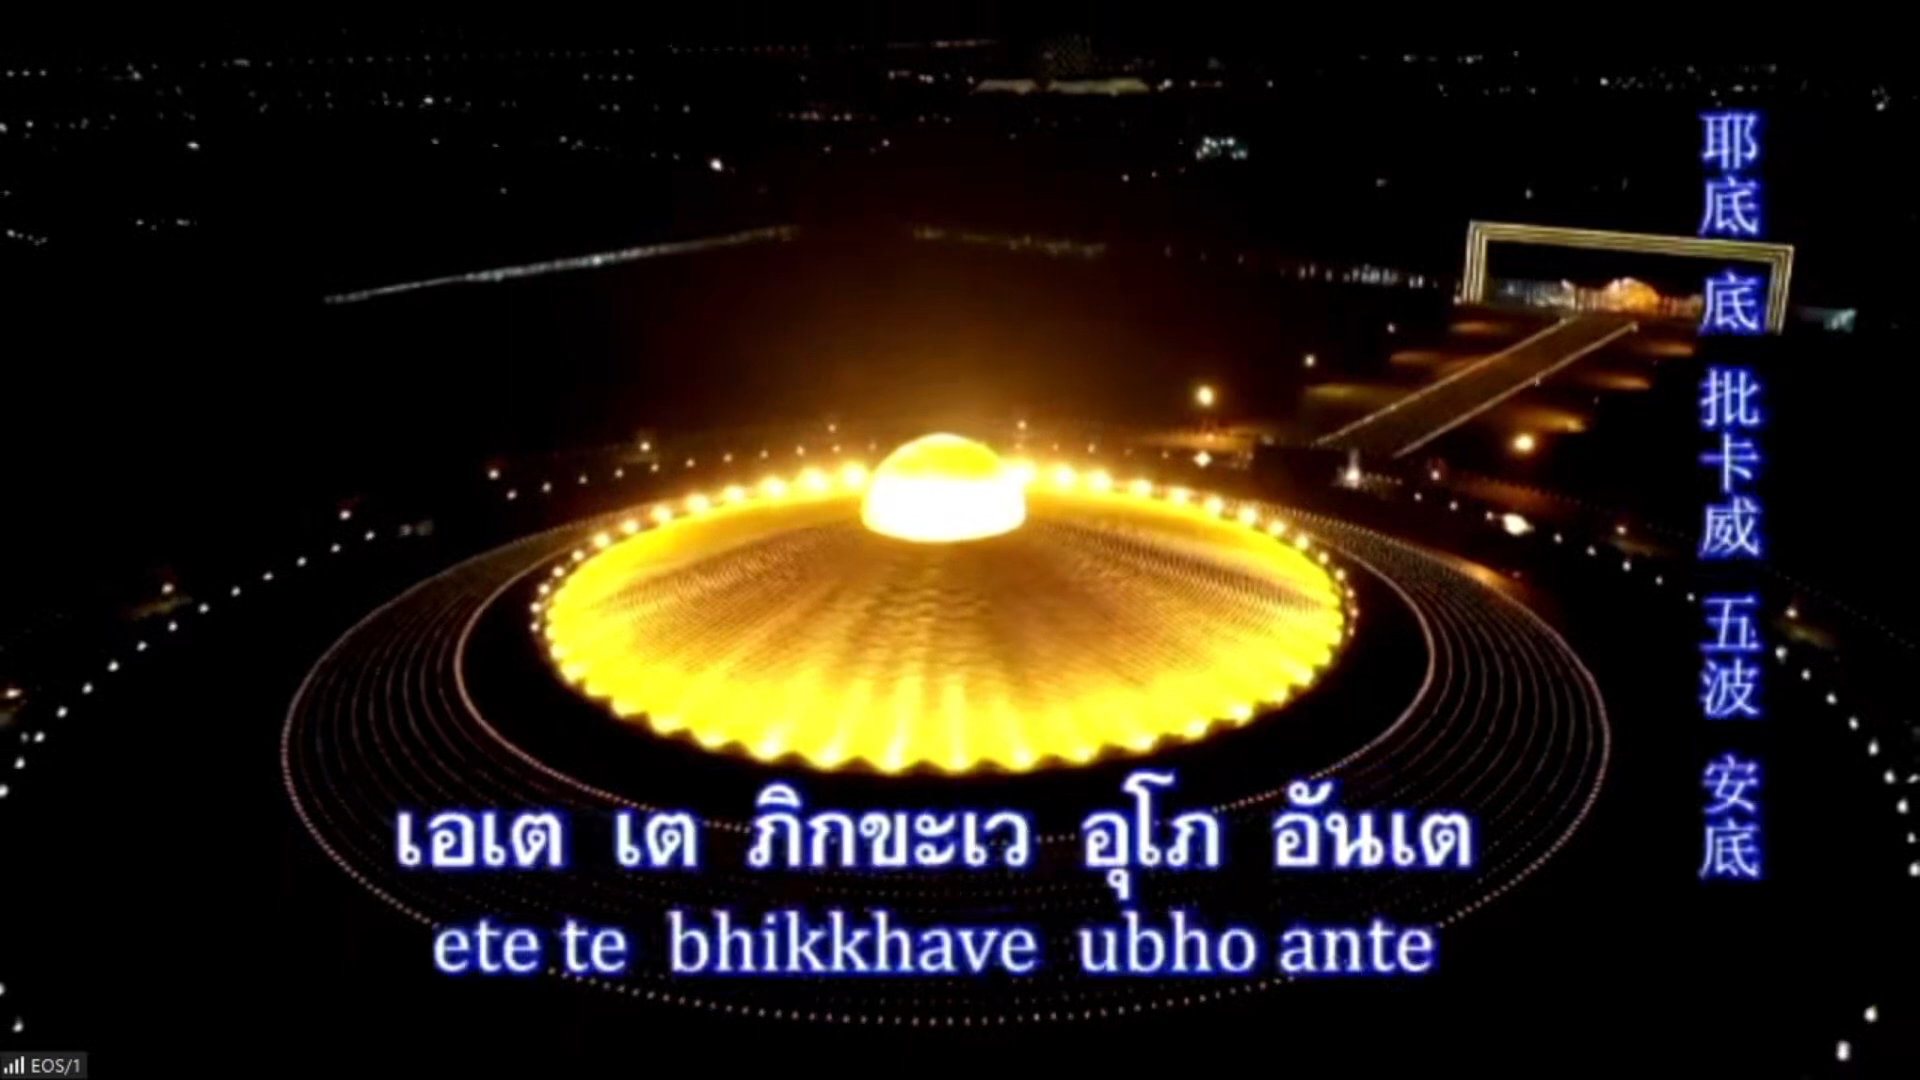 耶底 底 批卡威 五波 安底
เอเต เต ภิกขะเว อุโภ อันเต
ete te bhikkhave ubho ante
EOS/1